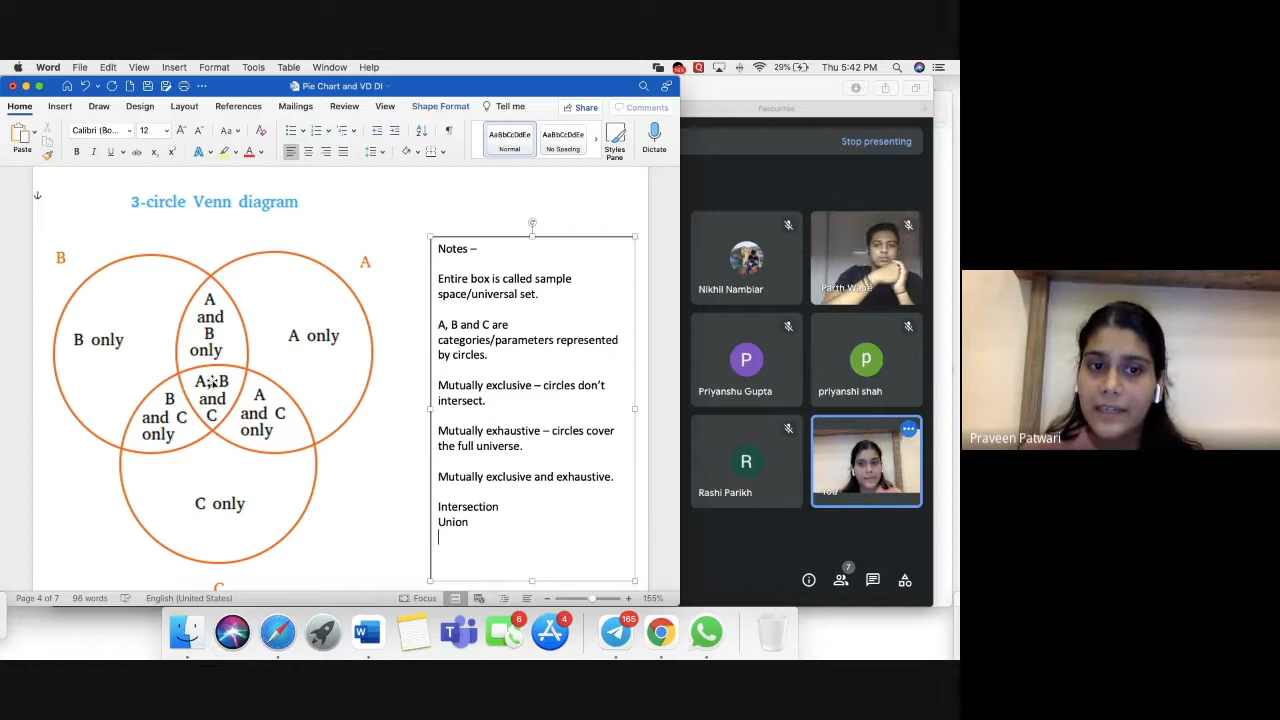 Word File Edit View Insert Format Tools Table Window Help
165
29% Thu 5:42 PM
Pie Chart and VD DI
Home Insert Draw Design Layout References Mailings Review View Shape Format Tell me
Share Comments
Paste
Calibri (Bo... 12
AaBbCcDdEe AaBbCcDdEe
Normal No Spacing
Styles
Pane
Dictate
3-circle Venn diagram
B
A
A
and
B
only
B only
A only
A, B
and
C
B
and C
only
A
and C
only
C only
C
Notes –
Entire box is called sample
space/universal set.
A, B and C are
categories/parameters represented
by circles.
Mutually exclusive – circles don't
intersect.
Mutually exhaustive – circles cover
the full universe.
Mutually exclusive and exhaustive.
Intersection
Union
Page 4 of 7 96 words English (United States) Focus 155%
Favourites
Stop presenting
Nikhil Nambiar
Parth Wane
P
Priyanshu Gupta
p
priyanshi shah
R
Rashi Parikh
You
7
6
4
165
Praveen Patwari